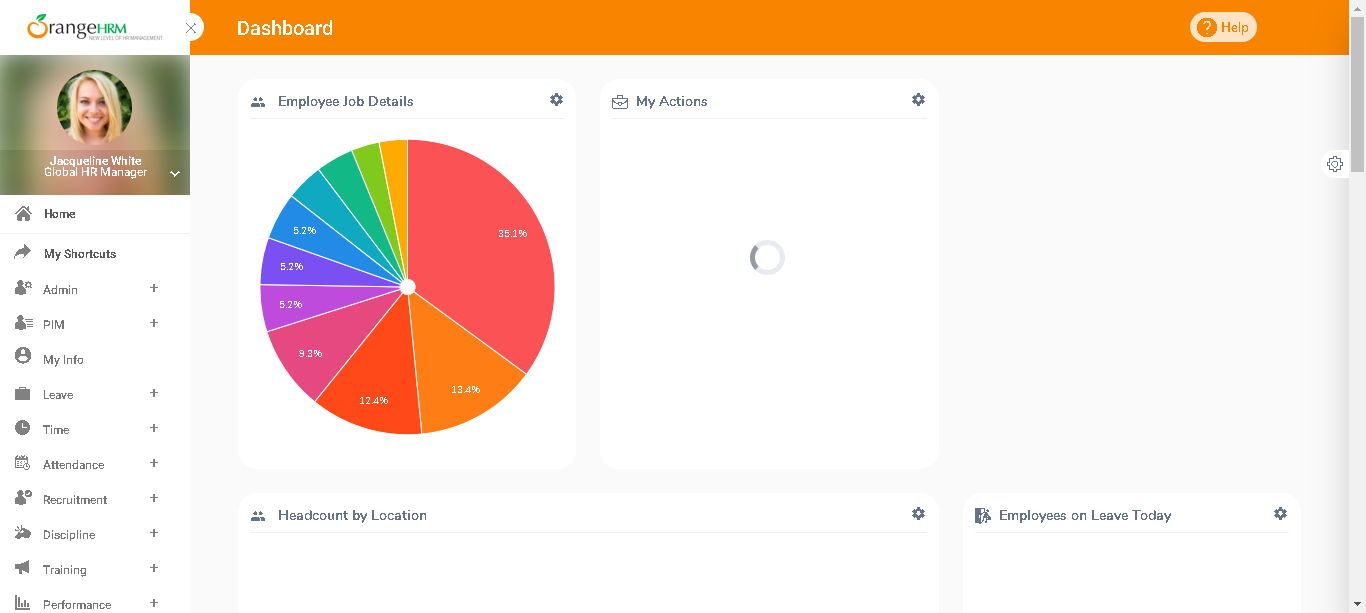 OrangeHRM
NEW LEVEL OF HR MANAGEMENT
Dashboard
Help
Jacqueline White
Global HR Manager
Home
My Shortcuts
Admin
PIM
My Info
Leave
Time
Attendance
Recruitment
Discipline
Training
Performance
Employee Job Details
35.1%
13.4%
12.4%
9.3%
5.2%
5.2%
5.2%
My Actions
Headcount by Location
Employees on Leave Today